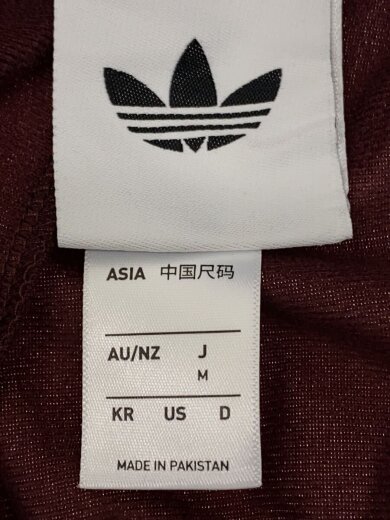 ASIA 中国尺码
AU/NZ J
M
KR US D
MADE IN PAKISTAN